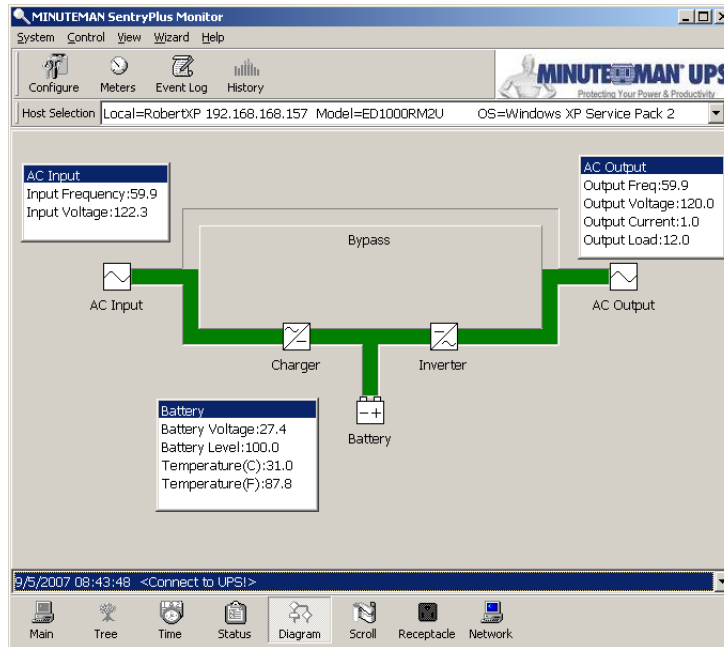 MINUTEMAN SentryPlus Monitor
System Control View Wizard Help
Configure Meters Event Log History
MINUTEMAN UPS
Protecting Your Power & Productivity
Host Selection Local=RobertXP 192.168.168.157 Model=ED1000RM2U OS=Windows XP Service Pack 2
AC Input
Input Frequency:59.9
Input Voltage:122.3
AC Output
Output Freq:59.9
Output Voltage:120.0
Output Current:1.0
Output Load:12.0
Bypass
AC Input
AC Output
Charger
Inverter
Battery
Battery
Battery Voltage:27.4
Battery Level:100.0
Temperature(C):31.0
Temperature(F):87.8
9/5/2007 08:43:48 <Connect to UPS!>
Main Tree Time Status Diagram Scroll Receptacle Network